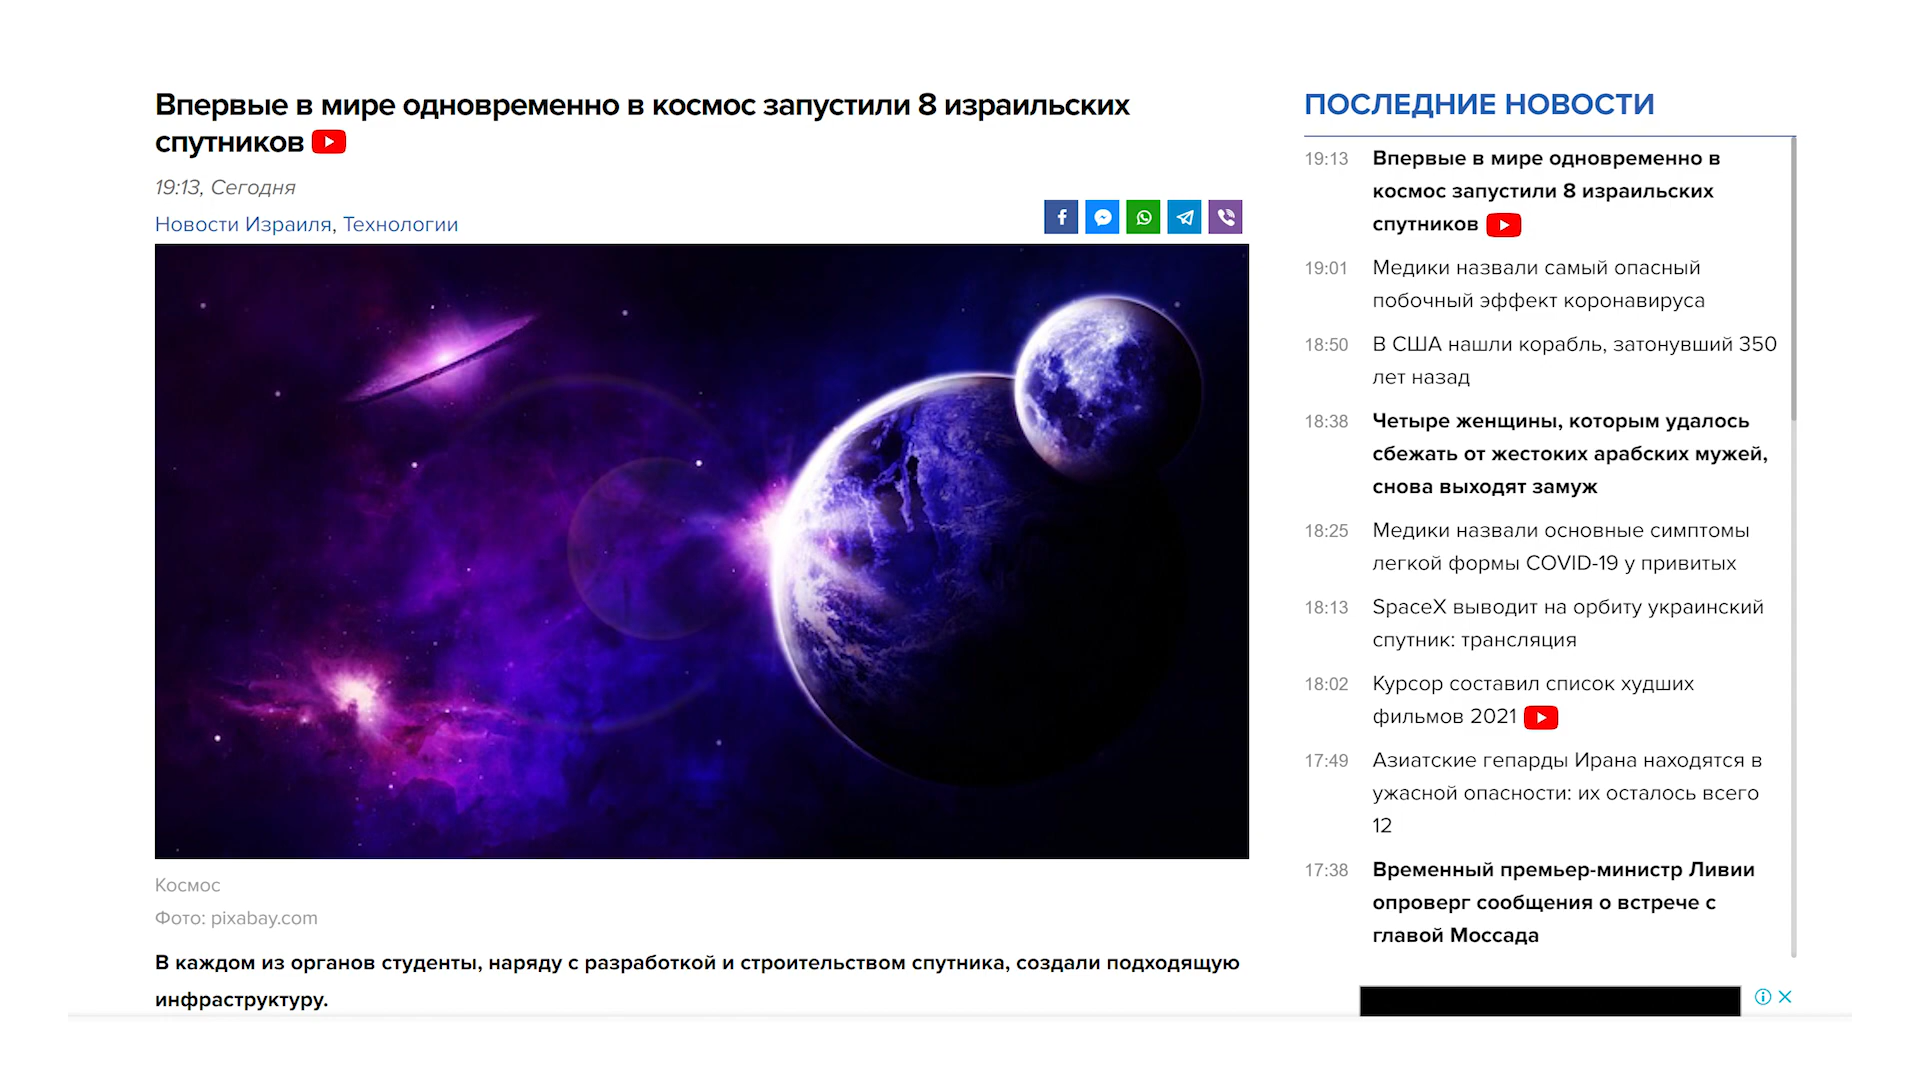 Впервые в мире одновременно в космос запустили 8 израильских
спутников
19:13, Сегодня
Новости Израиля, Технологии
Космос
Фото: pixabay.com
В каждом из органов студенты, наряду с разработкой и строительством спутника, создали подходящую
инфраструктуру.
ПОСЛЕДНИЕ НОВОСТИ
19:13 Впервые в мире одновременно в
космос запустили 8 израильских
спутников
19:01 Медики назвали самый опасный
побочный эффект коронавируса
18:50 В США нашли корабль, затонувший 350
лет назад
18:38 Четыре женщины, которым удалось
сбежать от жестоких арабских мужей,
снова выходят замуж
18:25 Медики назвали основные симптомы
легкой формы COVID-19 у привитых
18:13 SpaceX выводит на орбиту украинский
спутник: трансляция
18:02 Курсор составил список худших
фильмов 2021
17:49 Азиатские гепарды Ирана находятся в
ужасной опасности: их осталось всего
12
17:38 Временный премьер-министр Ливии
опроверг сообщения о встрече с
главой Моссада